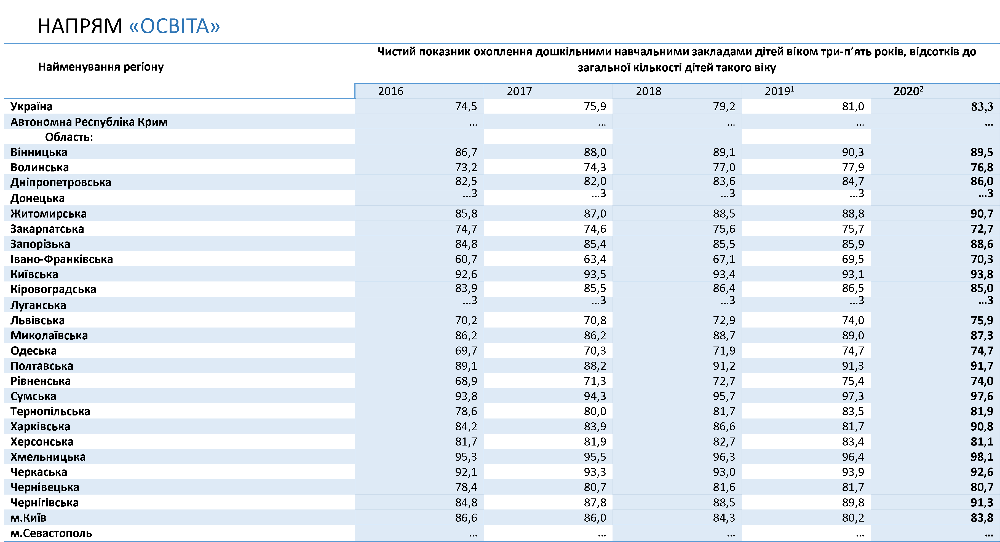 НАПРЯМ «ОСВІТА»
Найменування регіону
Чистий показник охоплення дошкільними навчальними закладами дітей віком три-п’ять років, відсотків до
загальної кількості дітей такого віку
2016 2017 2018 2019¹ 2020²
Україна 74,5 75,9 79,2 81,0 83,3
Автономна Республіка Крим ... ... ... ... ...
Область:
Вінницька 86,7 88,0 89,1 90,3 89,5
Волинська 73,2 74,3 77,0 77,9 76,8
Дніпропетровська 82,5 82,0 83,6 84,7 86,0
Донецька ...3 ...3 ...3 ...3 ...3
Житомирська 85,8 87,0 88,5 88,8 90,7
Закарпатська 74,7 74,6 75,6 75,7 72,7
Запорізька 84,8 85,4 85,5 85,9 88,6
Івано-Франківська 60,7 63,4 67,1 69,5 70,3
Київська 92,6 93,5 93,4 93,1 93,8
Кіровоградська 83,9 85,5 86,4 86,5 85,0
Луганська ...3 ...3 ...3 ...3 ...3
Львівська 70,2 70,8 72,9 74,0 75,9
Миколаївська 86,2 86,2 88,7 89,0 87,3
Одеська 69,7 70,3 71,9 74,7 74,7
Полтавська 89,1 88,2 91,2 91,3 91,7
Рівненська 68,9 71,3 72,7 75,4 74,0
Сумська 93,8 94,3 95,7 97,3 97,6
Тернопільська 78,6 80,0 81,7 83,5 81,9
Харківська 84,2 83,9 86,6 81,7 90,8
Херсонська 81,7 81,9 82,7 83,4 81,1
Хмельницька 95,3 95,5 96,3 96,4 98,1
Черкаська 92,1 93,3 93,0 93,9 92,6
Чернівецька 78,4 80,7 81,6 81,7 80,7
Чернігівська 84,8 87,8 88,5 89,8 91,3
м.Київ 86,6 86,0 84,3 80,2 83,8
м.Севастополь ... ... ... ... ...